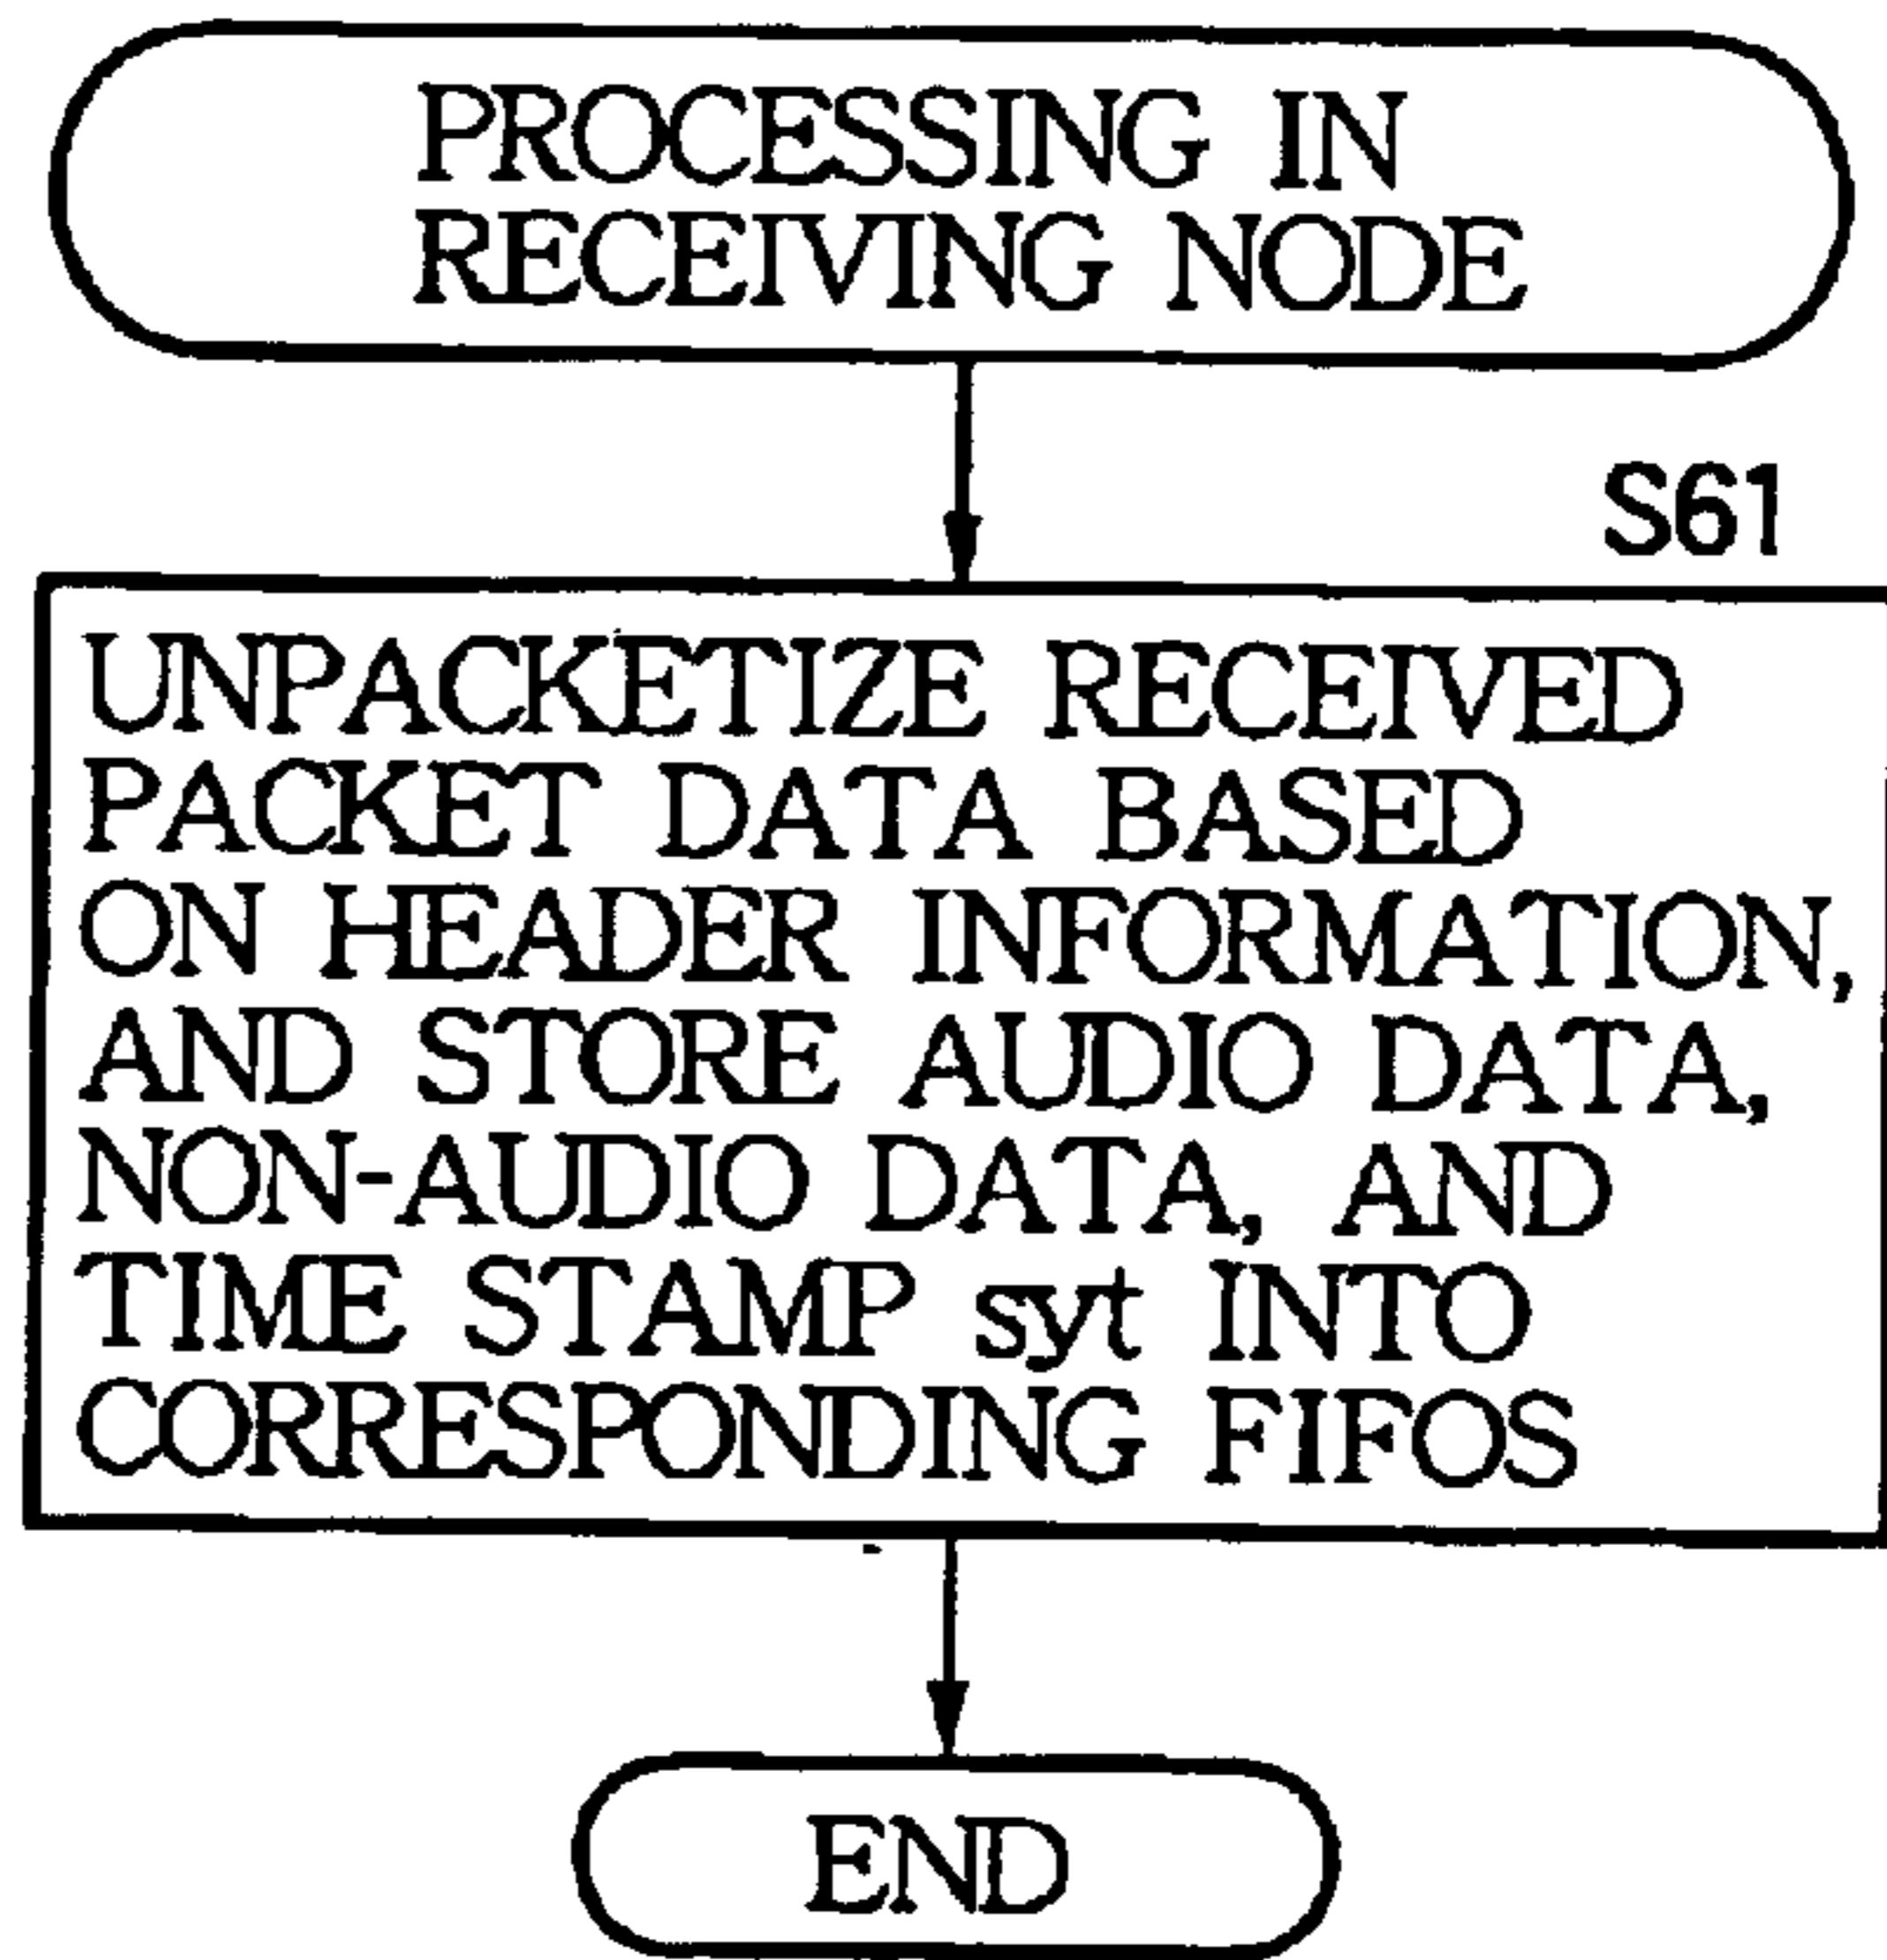 PROCESSING IN
RECEIVING NODE
S61
UNPACKETIZE RECEIVED
PACKET DATA BASED
ON HEADER INFORMATION,
AND STORE AUDIO DATA,
NON-AUDIO DATA, AND
TIME STAMP syt INTO
CORRESPONDING FIFOS
END